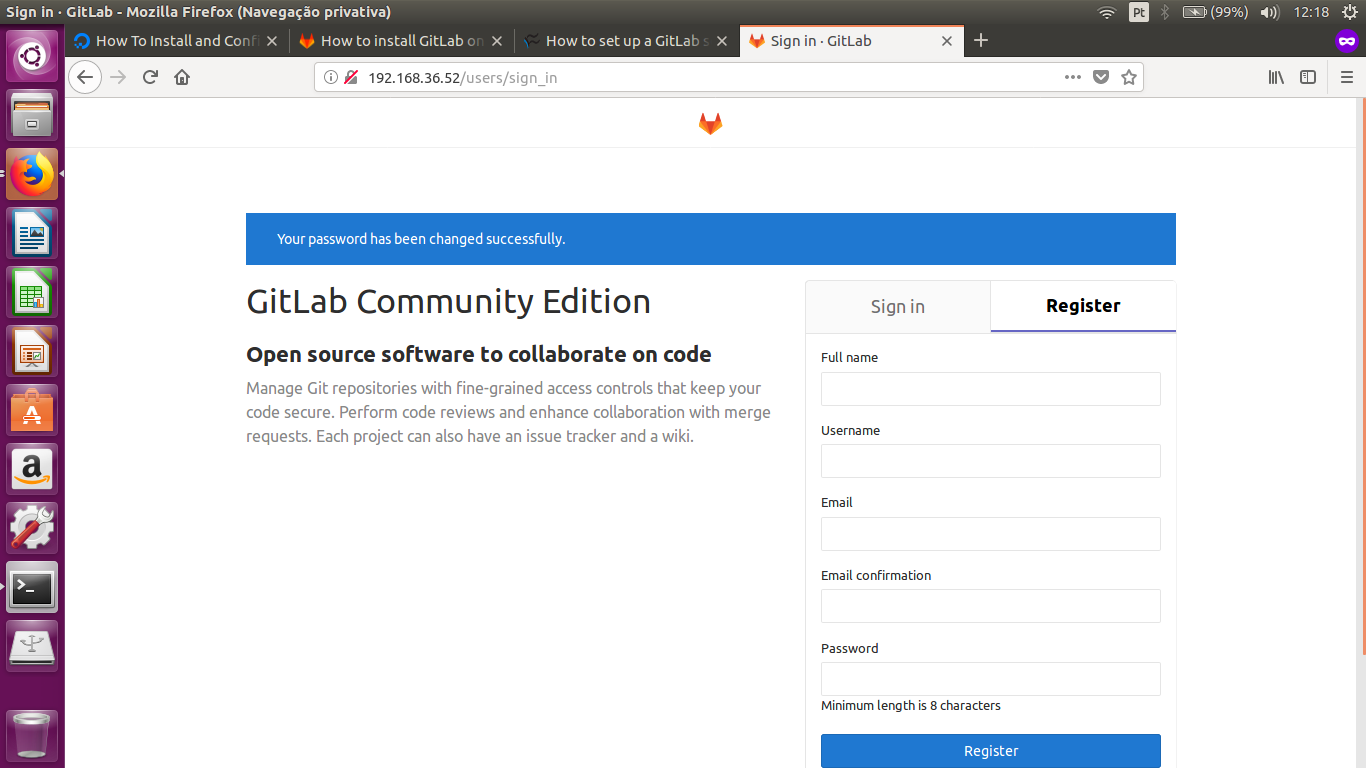 Sign in · GitLab - Mozilla Firefox (Navegação privativa)
Pt
(99%)
12:18
How To Install and Conf
How to install GitLab on
How to set up a GitLab s
Sign in · GitLab
192.168.36.52/users/sign_in
Your password has been changed successfully.
GitLab Community Edition
Open source software to collaborate on code
Manage Git repositories with fine-grained access controls that keep your
code secure. Perform code reviews and enhance collaboration with merge
requests. Each project can also have an issue tracker and a wiki.
Sign in
Register
Full name
Username
Email
Email confirmation
Password
Minimum length is 8 characters
Register